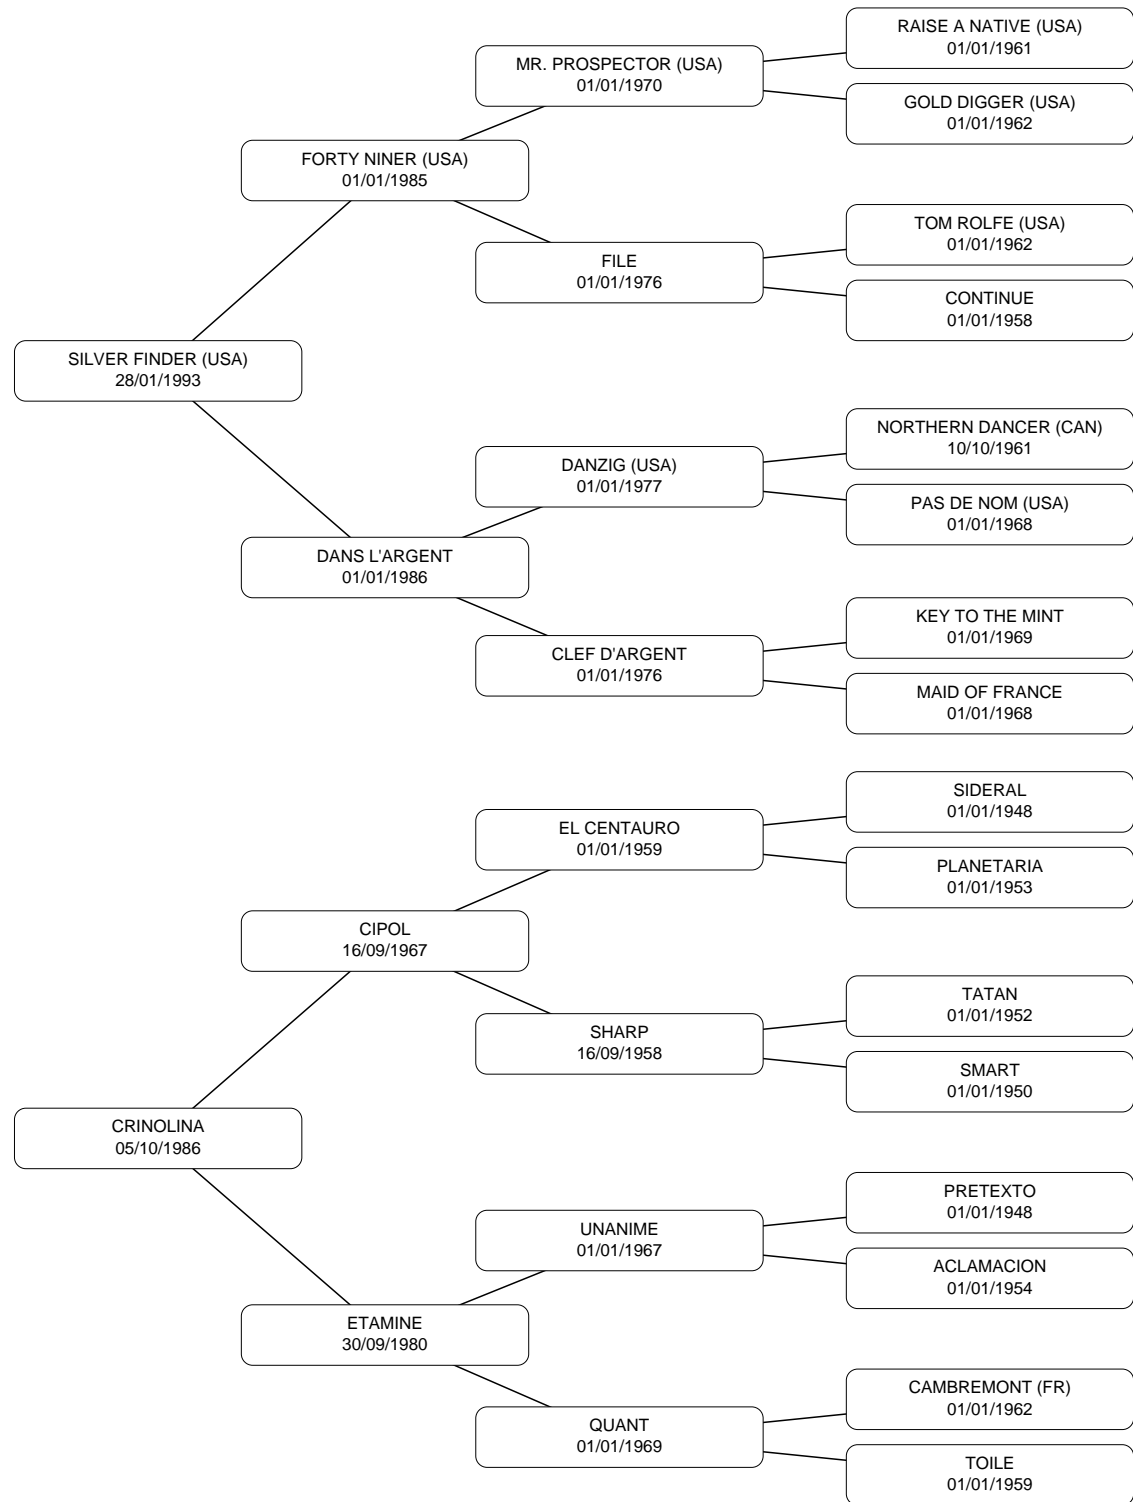 RAISE A NATIVE (USA)
01/01/1961
MR. PROSPECTOR (USA)
01/01/1970
GOLD DIGGER (USA)
01/01/1962
FORTY NINER (USA)
01/01/1985
TOM ROLFE (USA)
01/01/1962
FILE
01/01/1976
CONTINUE
01/01/1958
SILVER FINDER (USA)
28/01/1993
NORTHERN DANCER (CAN)
10/10/1961
DANZIG (USA)
01/01/1977
PAS DE NOM (USA)
01/01/1968
DANS L'ARGENT
01/01/1986
KEY TO THE MINT
01/01/1969
CLEF D'ARGENT
01/01/1976
MAID OF FRANCE
01/01/1968
SIDERAL
01/01/1948
EL CENTAURO
01/01/1959
PLANETARIA
01/01/1953
CIPOL
16/09/1967
TATAN
01/01/1952
SHARP
16/09/1958
SMART
01/01/1950
CRINOLINA
05/10/1986
PRETEXTO
01/01/1948
UNANIME
01/01/1967
ACLAMACION
01/01/1954
ETAMINE
30/09/1980
CAMBREMONT (FR)
01/01/1962
QUANT
01/01/1969
TOILE
01/01/1959